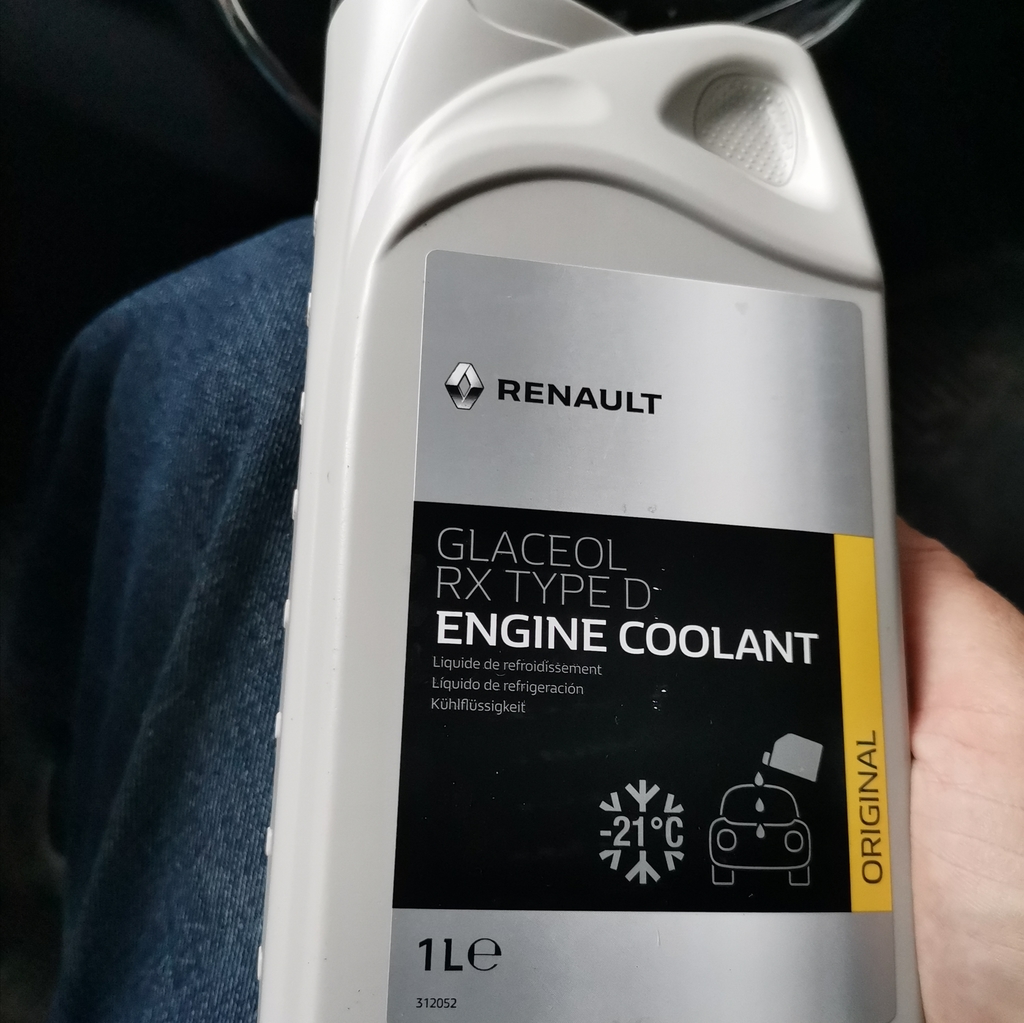 RENAULT
GLACEOL
RX TYPE D
ENGINE COOLANT
Liquide de refroidissement
Líquido de refrigeración
Kühlflüssigkeit
-21°C
ORIGINAL
1L℮
312052